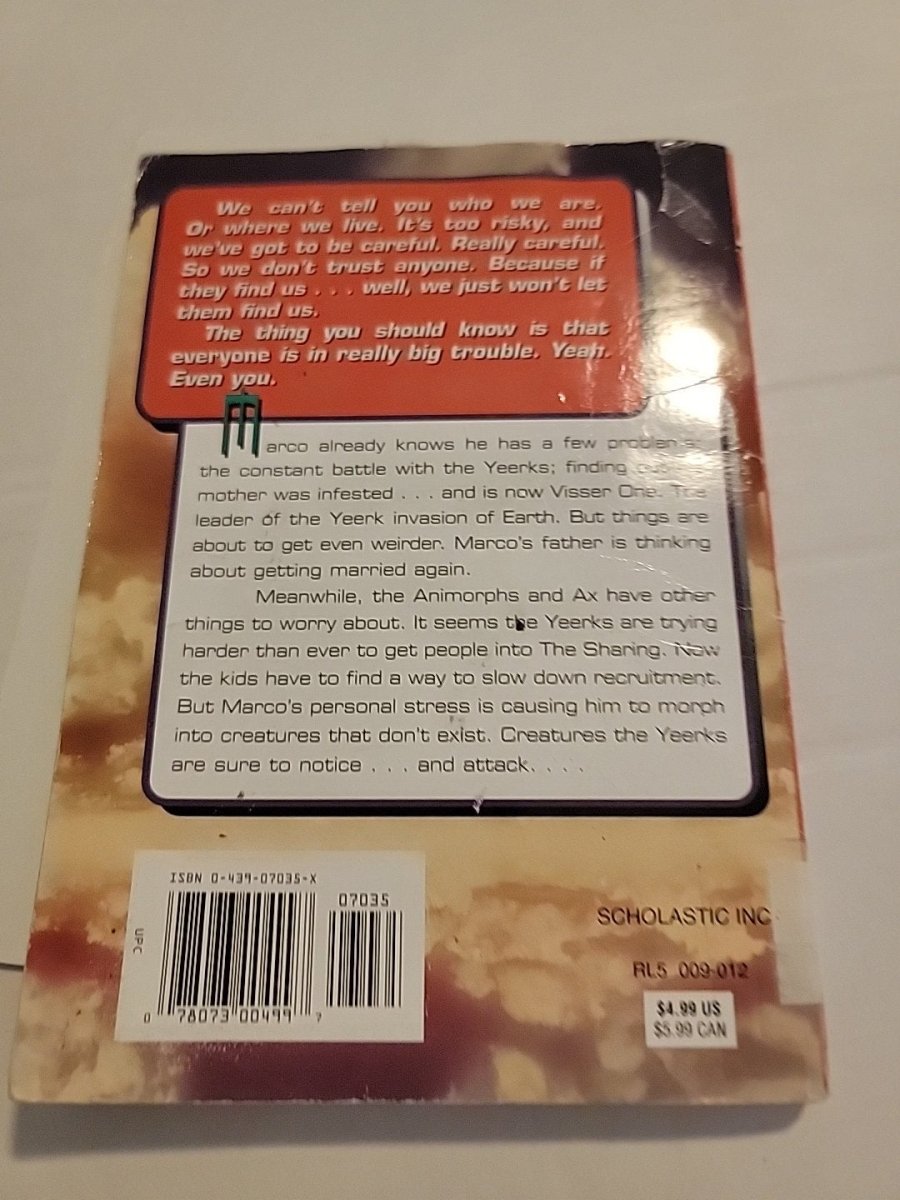 We can't tell you who we are.
Or where we live. It's too risky, and
we've got to be careful. Really careful.
So we don't trust anyone. Because if
they find us . . . well, we just won't let
them find us.
The thing you should know is that
everyone is in really big trouble. Yeah.
Even you.
Marco already knows he has a few problems:
the constant battle with the Yeerks; finding
mother was infested . . . and is now Visser One. The
leader of the Yeerk invasion of Earth. But things are
about to get even weirder. Marco's father is thinking
about getting married again.
Meanwhile, the Animorphs and Ax have other
things to worry about. It seems the Yeerks are trying
harder than ever to get people into The Sharing. Now
the kids have to find a way to slow down recruitment.
But Marco's personal stress is causing him to morph
into creatures that don't exist. Creatures the Yeerks
are sure to notice . . . and attack. . . .
ISBN 0-439-07035-X
07035
UPC
0 78073 00499 7
SCHOLASTIC INC
RL5 009-012
$4.99 US
$5.99 CAN